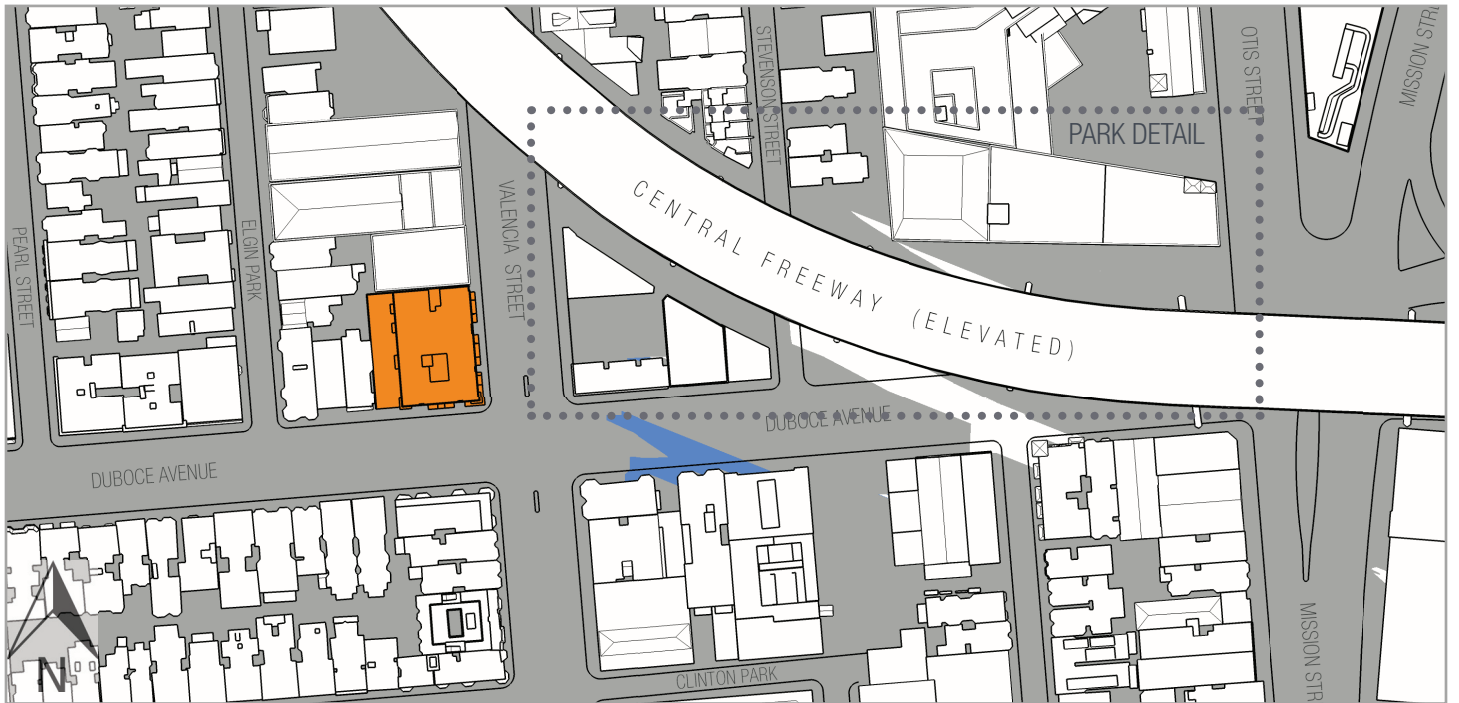 STEVENSON STREET
OTIS STREET
MISSION STR
PARK DETAIL
CENTRAL FREEWAY (ELEVATED)
VALENCIA STREET
ELGIN PARK
PEARL STREET
DUBOCE AVENUE
DUBOCE AVENUE
CLINTON PARK
MISSION STR
N